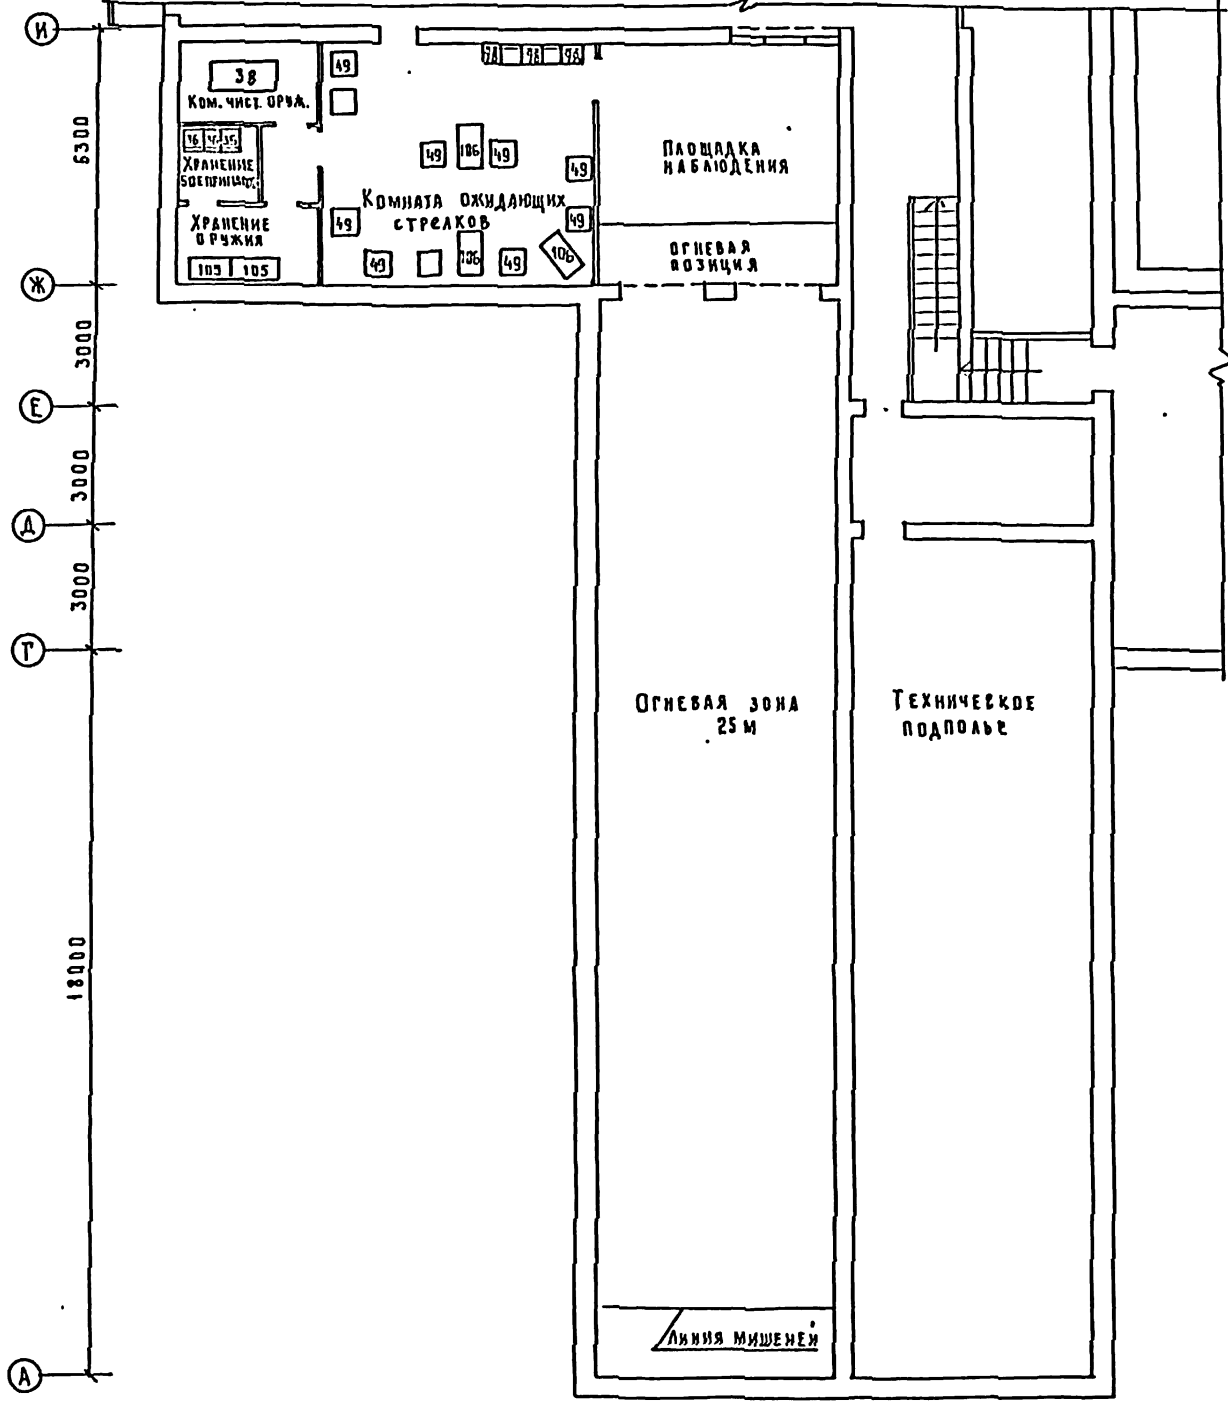 И
6300
Ж
3000
Е
3000
Д
3000
Г
18000
А
38
КОМ. ЧИСТ. ОРУЖ.
ХРАНЕНИЕ
ХРАНЕНИЕ
ОРУЖИЯ
105 105
49
49 106 49
49
КОМНАТА ОЖИДАЮЩИХ
СТРЕЛКОВ
49
49
49 106 49 106
ПЛОЩАДКА
НАБЛЮДЕНИЯ
ОГНЕВАЯ
ПОЗИЦИЯ
ОГНЕВАЯ ЗОНА
25 М
ТЕХНИЧЕСКОЕ
ПОДПОЛЬЕ
ЛИНИЯ МИШЕНЕЙ